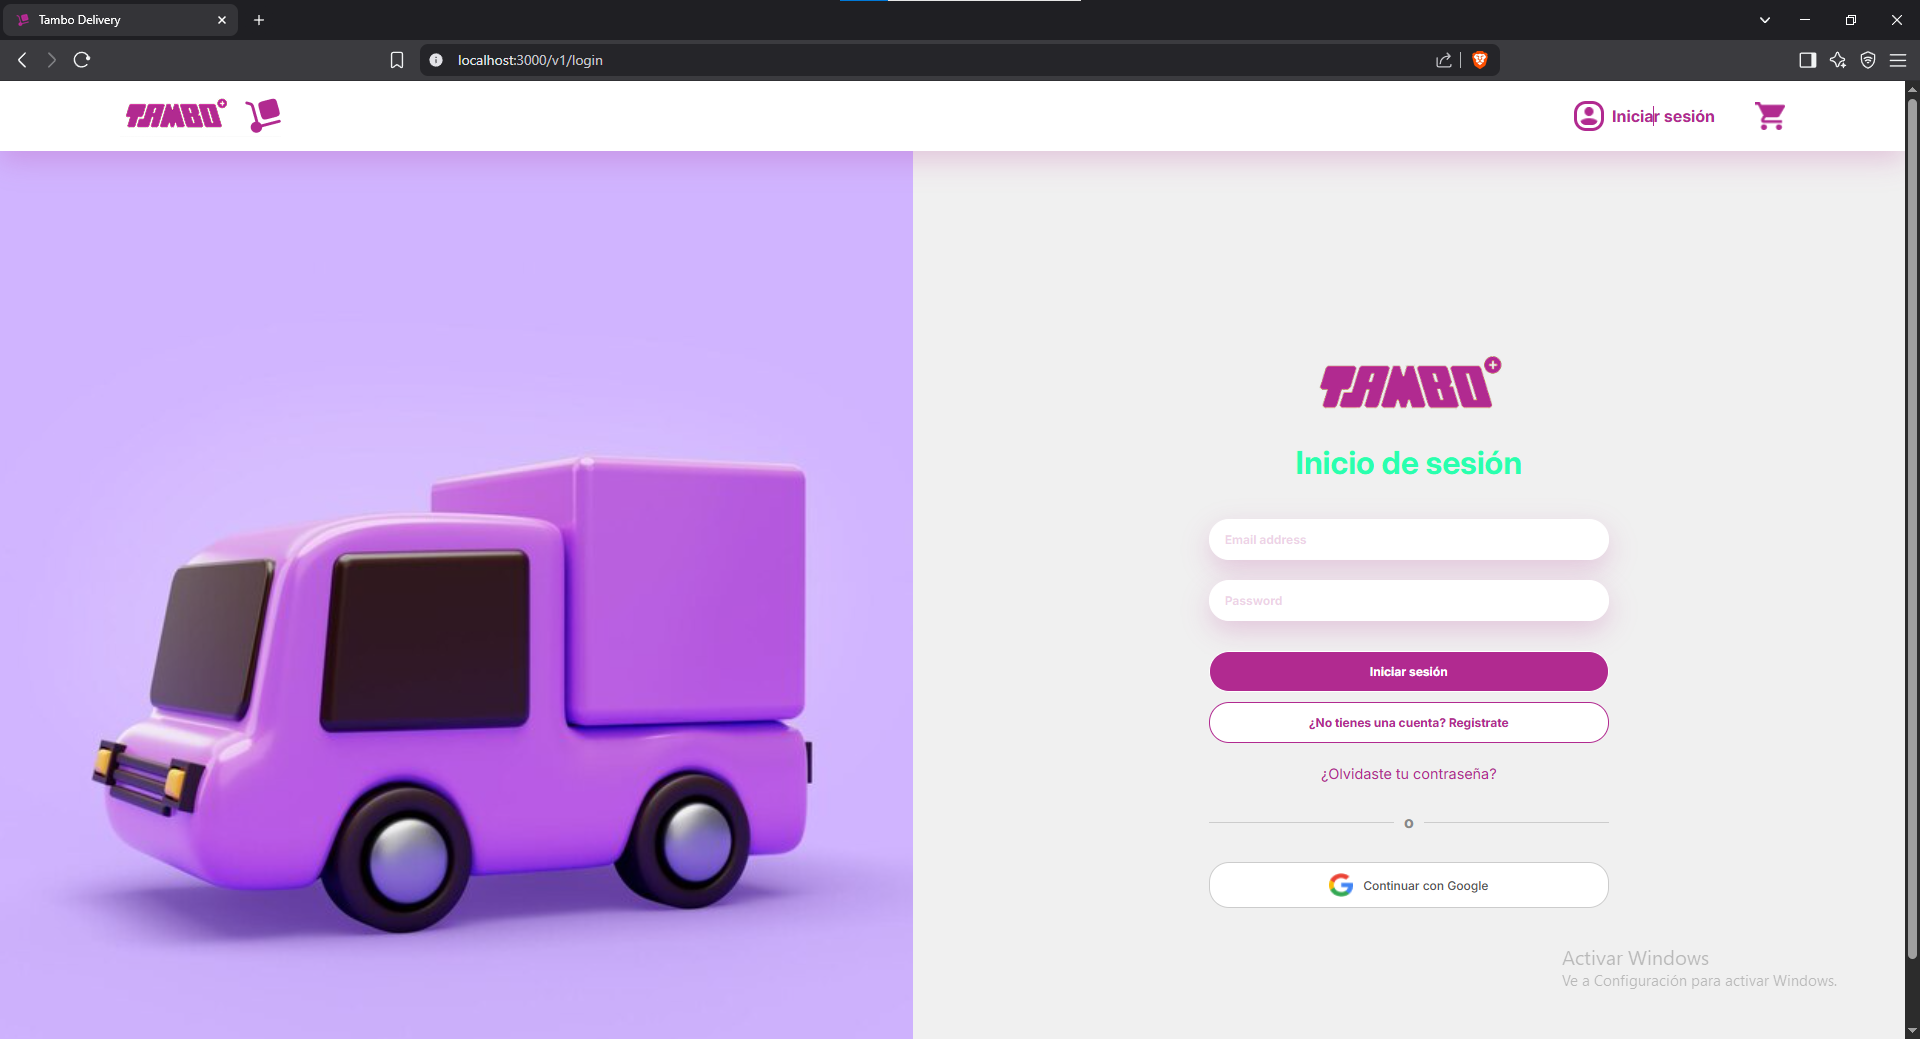 Tambo Delivery
localhost:3000/v1/login
TAMBO+
Iniciar sesión
TAMBO+
Inicio de sesión
Email address
Password
Iniciar sesión
¿No tienes una cuenta? Regístrate
¿Olvidaste tu contraseña?
o
Continuar con Google
Activar Windows
Ve a Configuración para activar Windows.